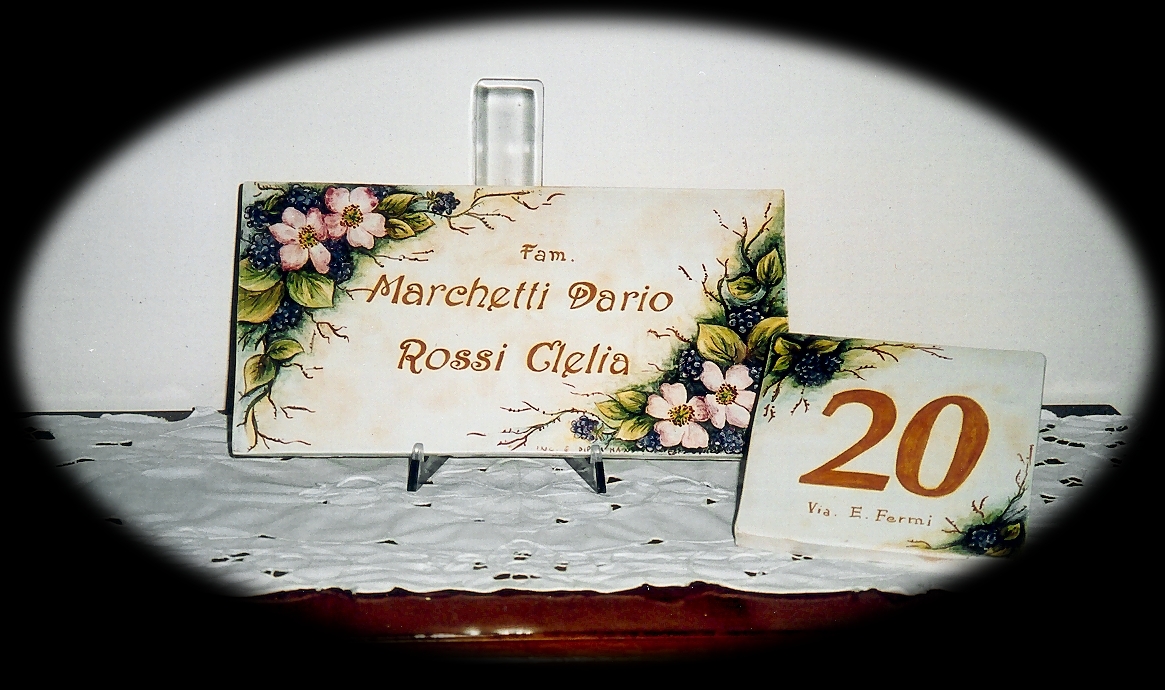 Fam.
Marchetti Dario
Rossi Clelia
20
Via. E. Fermi